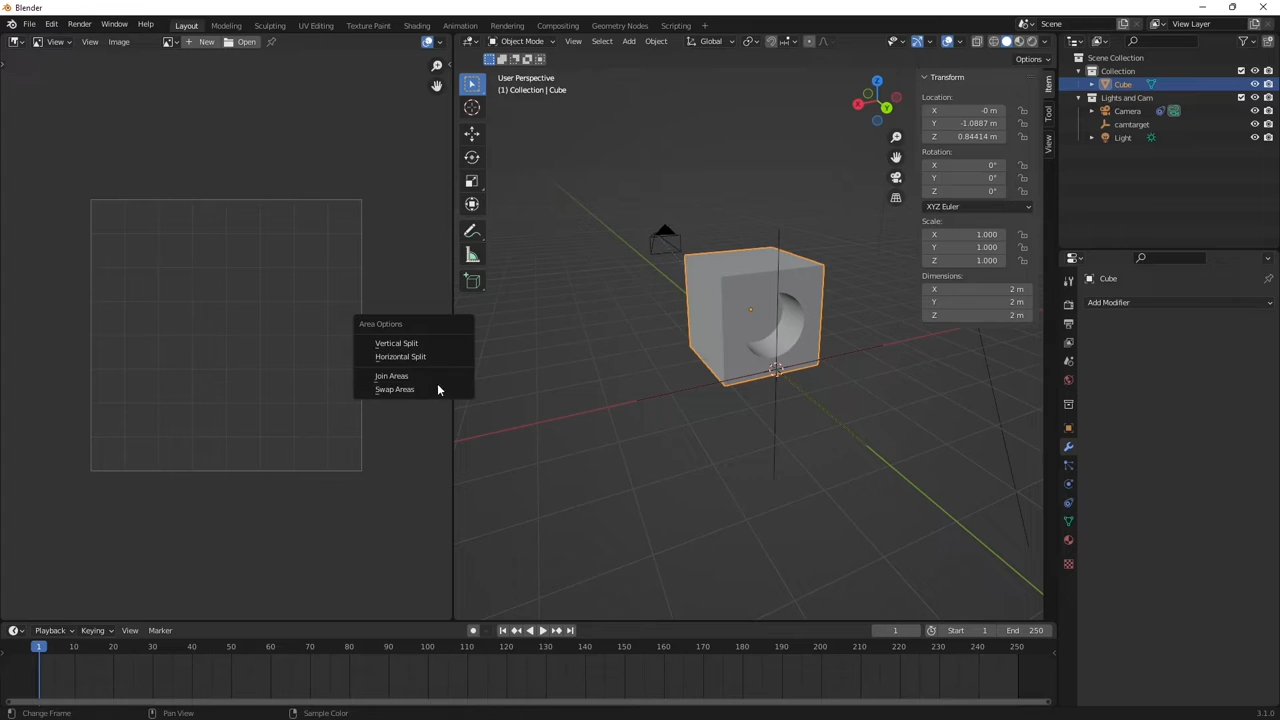 Blender
File Edit Render Window Help Layout Modeling Sculpting UV Editing Texture Paint Shading Animation Rendering Compositing Geometry Nodes Scripting + Scene View Layer
View View Image New Open Object Mode View Select Add Object Global
Options
User Perspective
(1) Collection | Cube
Transform
Location:
X -0 m
Y -1.0887 m
Z 0.84414 m
Rotation:
X 0°
Y 0°
Z 0°
XYZ Euler
Scale:
X 1.000
Y 1.000
Z 1.000
Dimensions:
X 2 m
Y 2 m
Z 2 m
Item
Tool
View
X
Y
Z
Scene Collection
Collection
Cube
Lights and Cam
Camera
camtarget
Light
Cube
Add Modifier
Area Options
Vertical Split
Horizontal Split
Join Areas
Swap Areas
Playback Keying View Marker 1 Start 1 End 250
1 10 20 30 40 50 60 70 80 90 100 110 120 130 140 150 160 170 180 190 200 210 220 230 240 250
Change Frame Pan View Sample Color 3.1.0